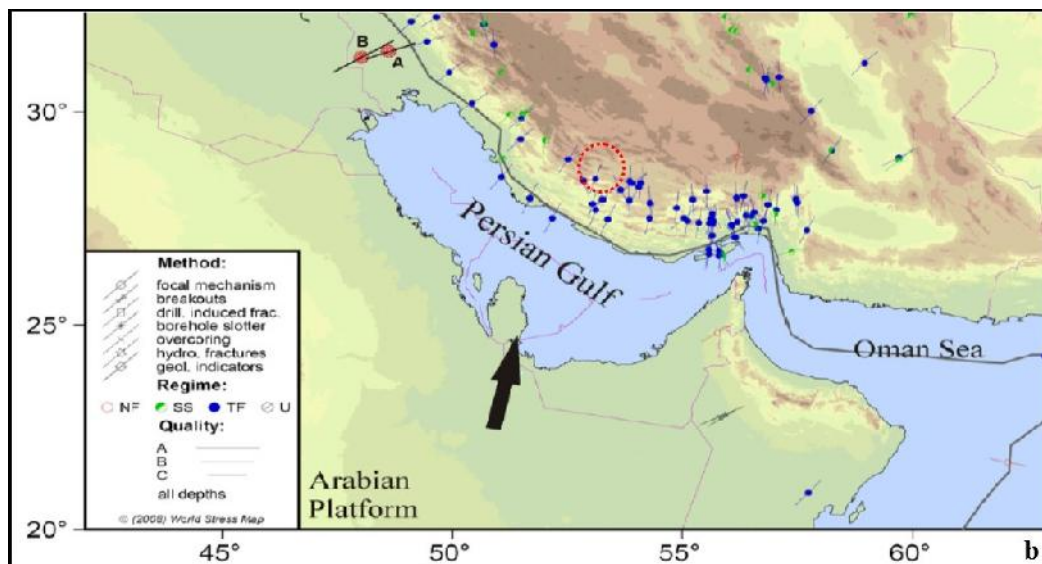 B
A
30°
25°
20°
Persian Gulf
Oman Sea
Arabian
Platform
Method:
focal mechanism
breakouts
drill. induced frac.
borehole slotter
overcoring
hydro. fractures
geol. indicators
Regime:
NF SS TF U
Quality:
A
B
C
all depths
© (2008) World Stress Map
45° 50° 55° 60° b